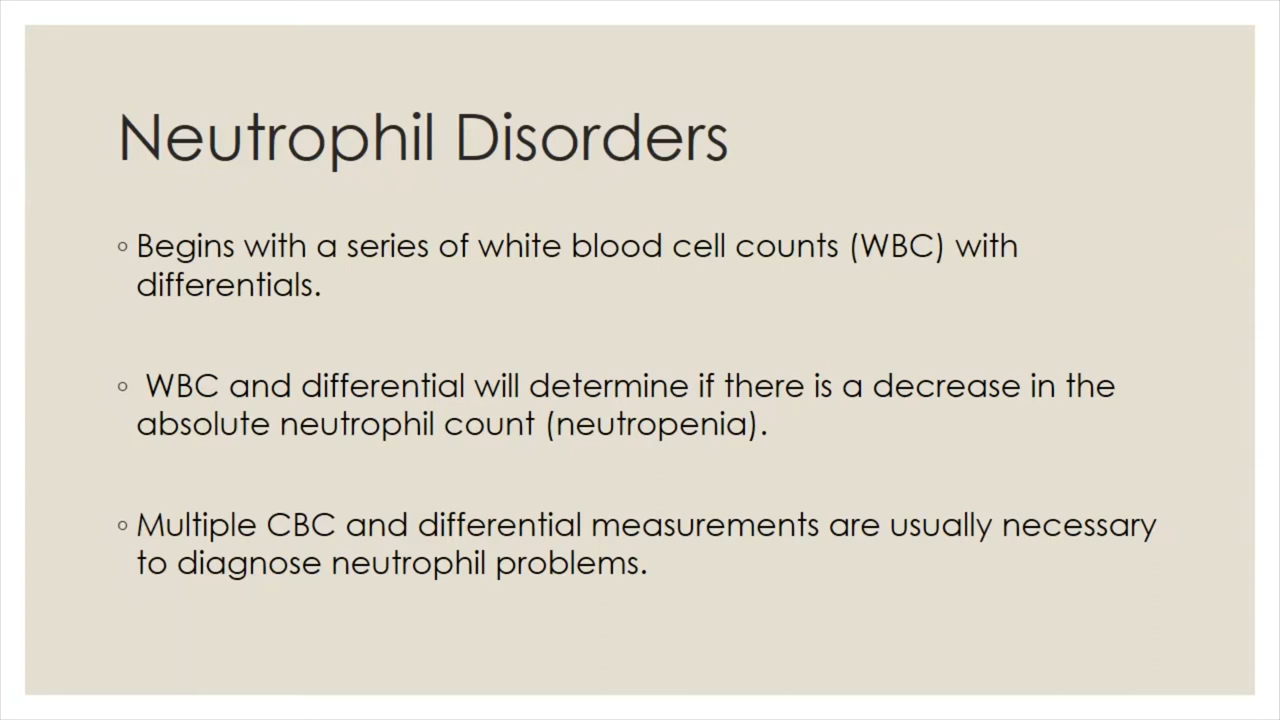 Neutrophil Disorders
◦ Begins with a series of white blood cell counts (WBC) with
differentials.
◦ WBC and differential will determine if there is a decrease in the
absolute neutrophil count (neutropenia).
◦ Multiple CBC and differential measurements are usually necessary
to diagnose neutrophil problems.